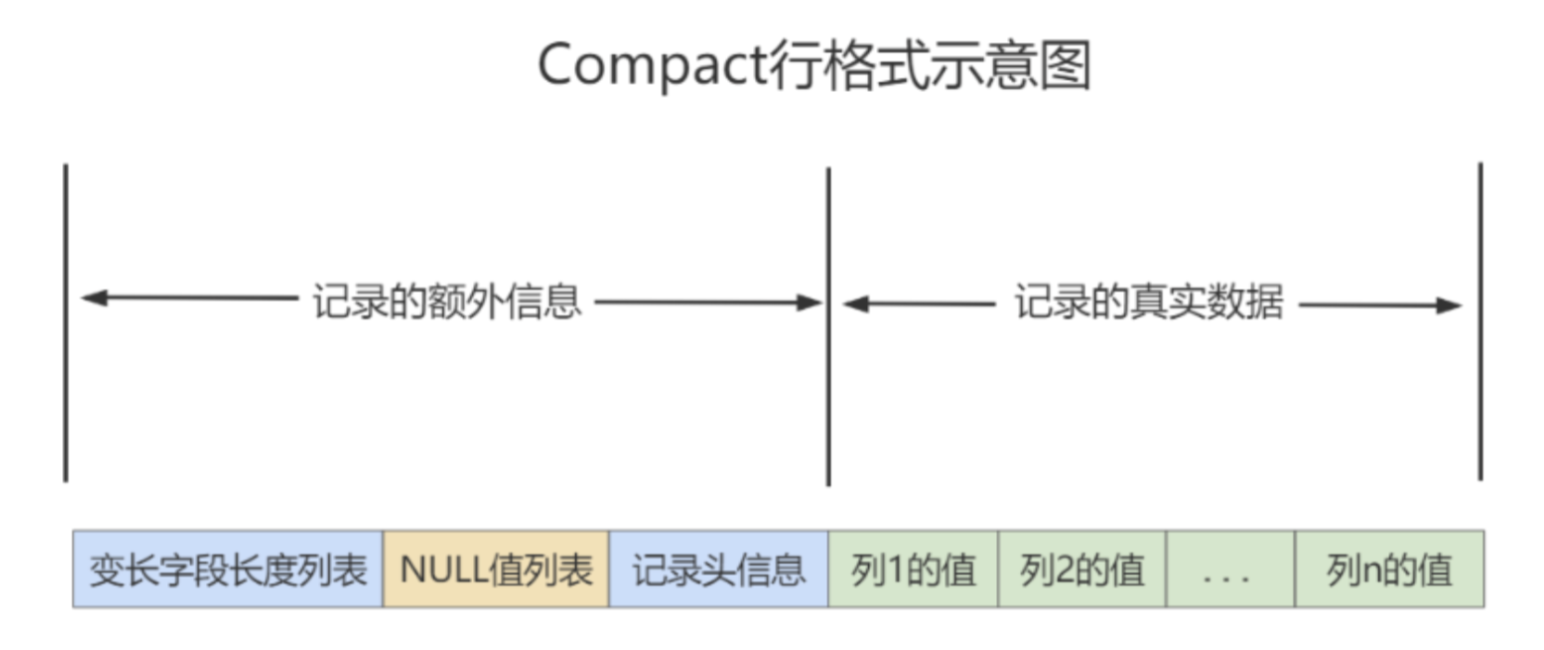 Compact行格式示意图
记录的额外信息 记录的真实数据
变长字段长度列表 NULL值列表 记录头信息 列1的值 列2的值 ... 列n的值